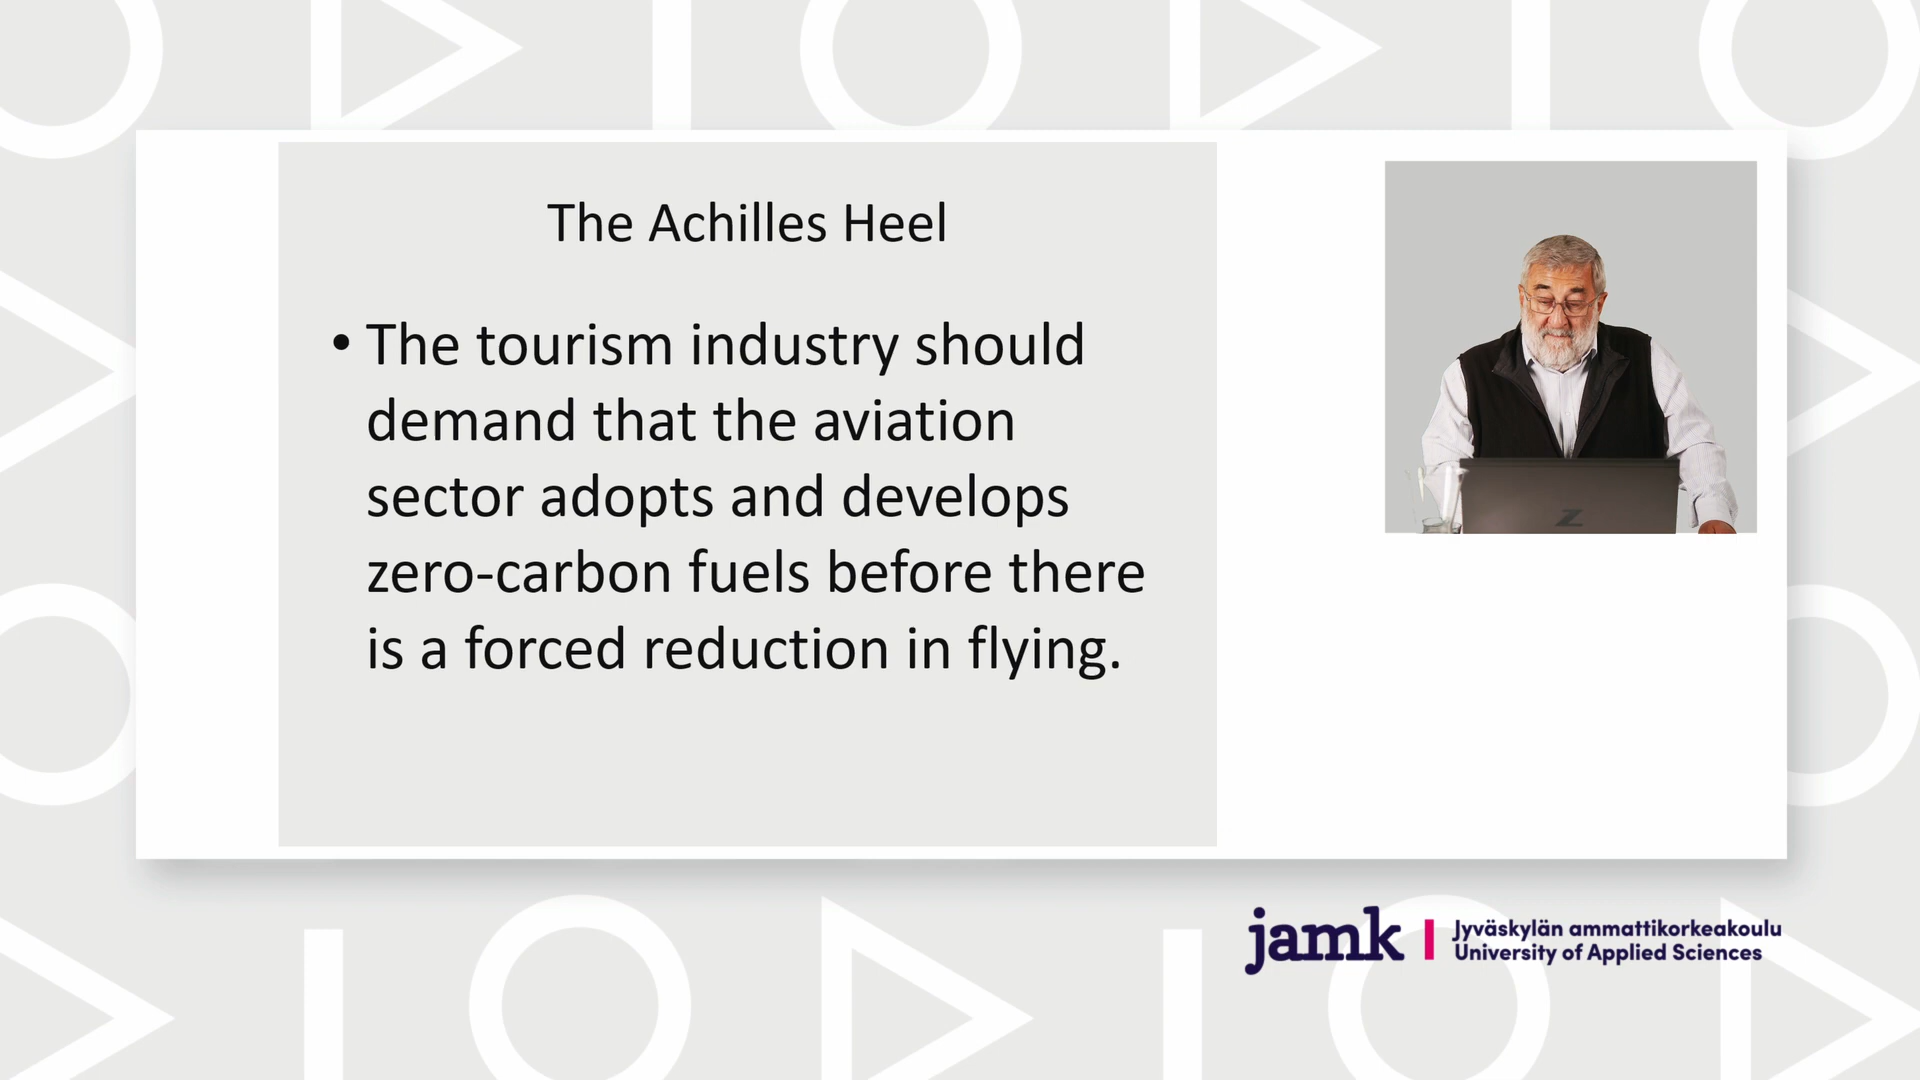 The Achilles Heel
• The tourism industry should
demand that the aviation
sector adopts and develops
zero-carbon fuels before there
is a forced reduction in flying.
Z
jamk
Jyväskylän ammattikorkeakoulu
University of Applied Sciences